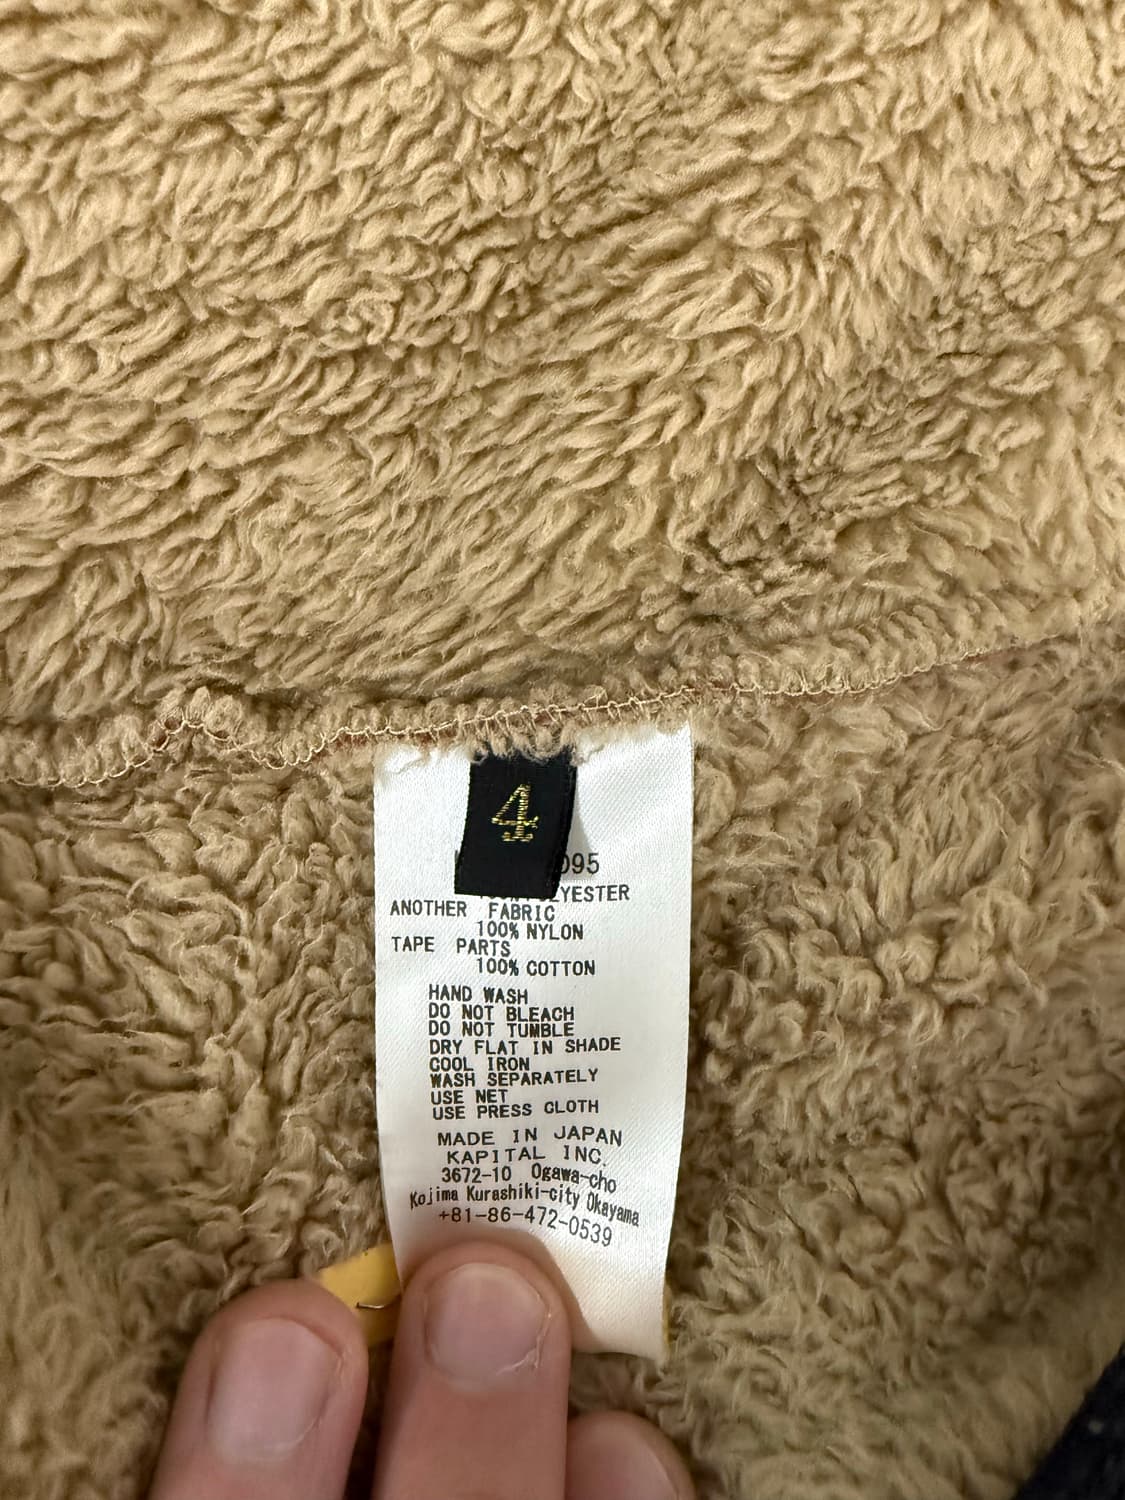 4
095
ANOTHER FABRIC
100% NYLON
TAPE PARTS
100% COTTON
HAND WASH
DO NOT BLEACH
DO NOT TUMBLE
DRY FLAT IN SHADE
COOL IRON
WASH SEPARATELY
USE NET
USE PRESS CLOTH
MADE IN JAPAN
KAPITAL INC.
3672-10 Ogawa-cho
Kojima Kurashiki-city Okayama
+81-86-472-0539